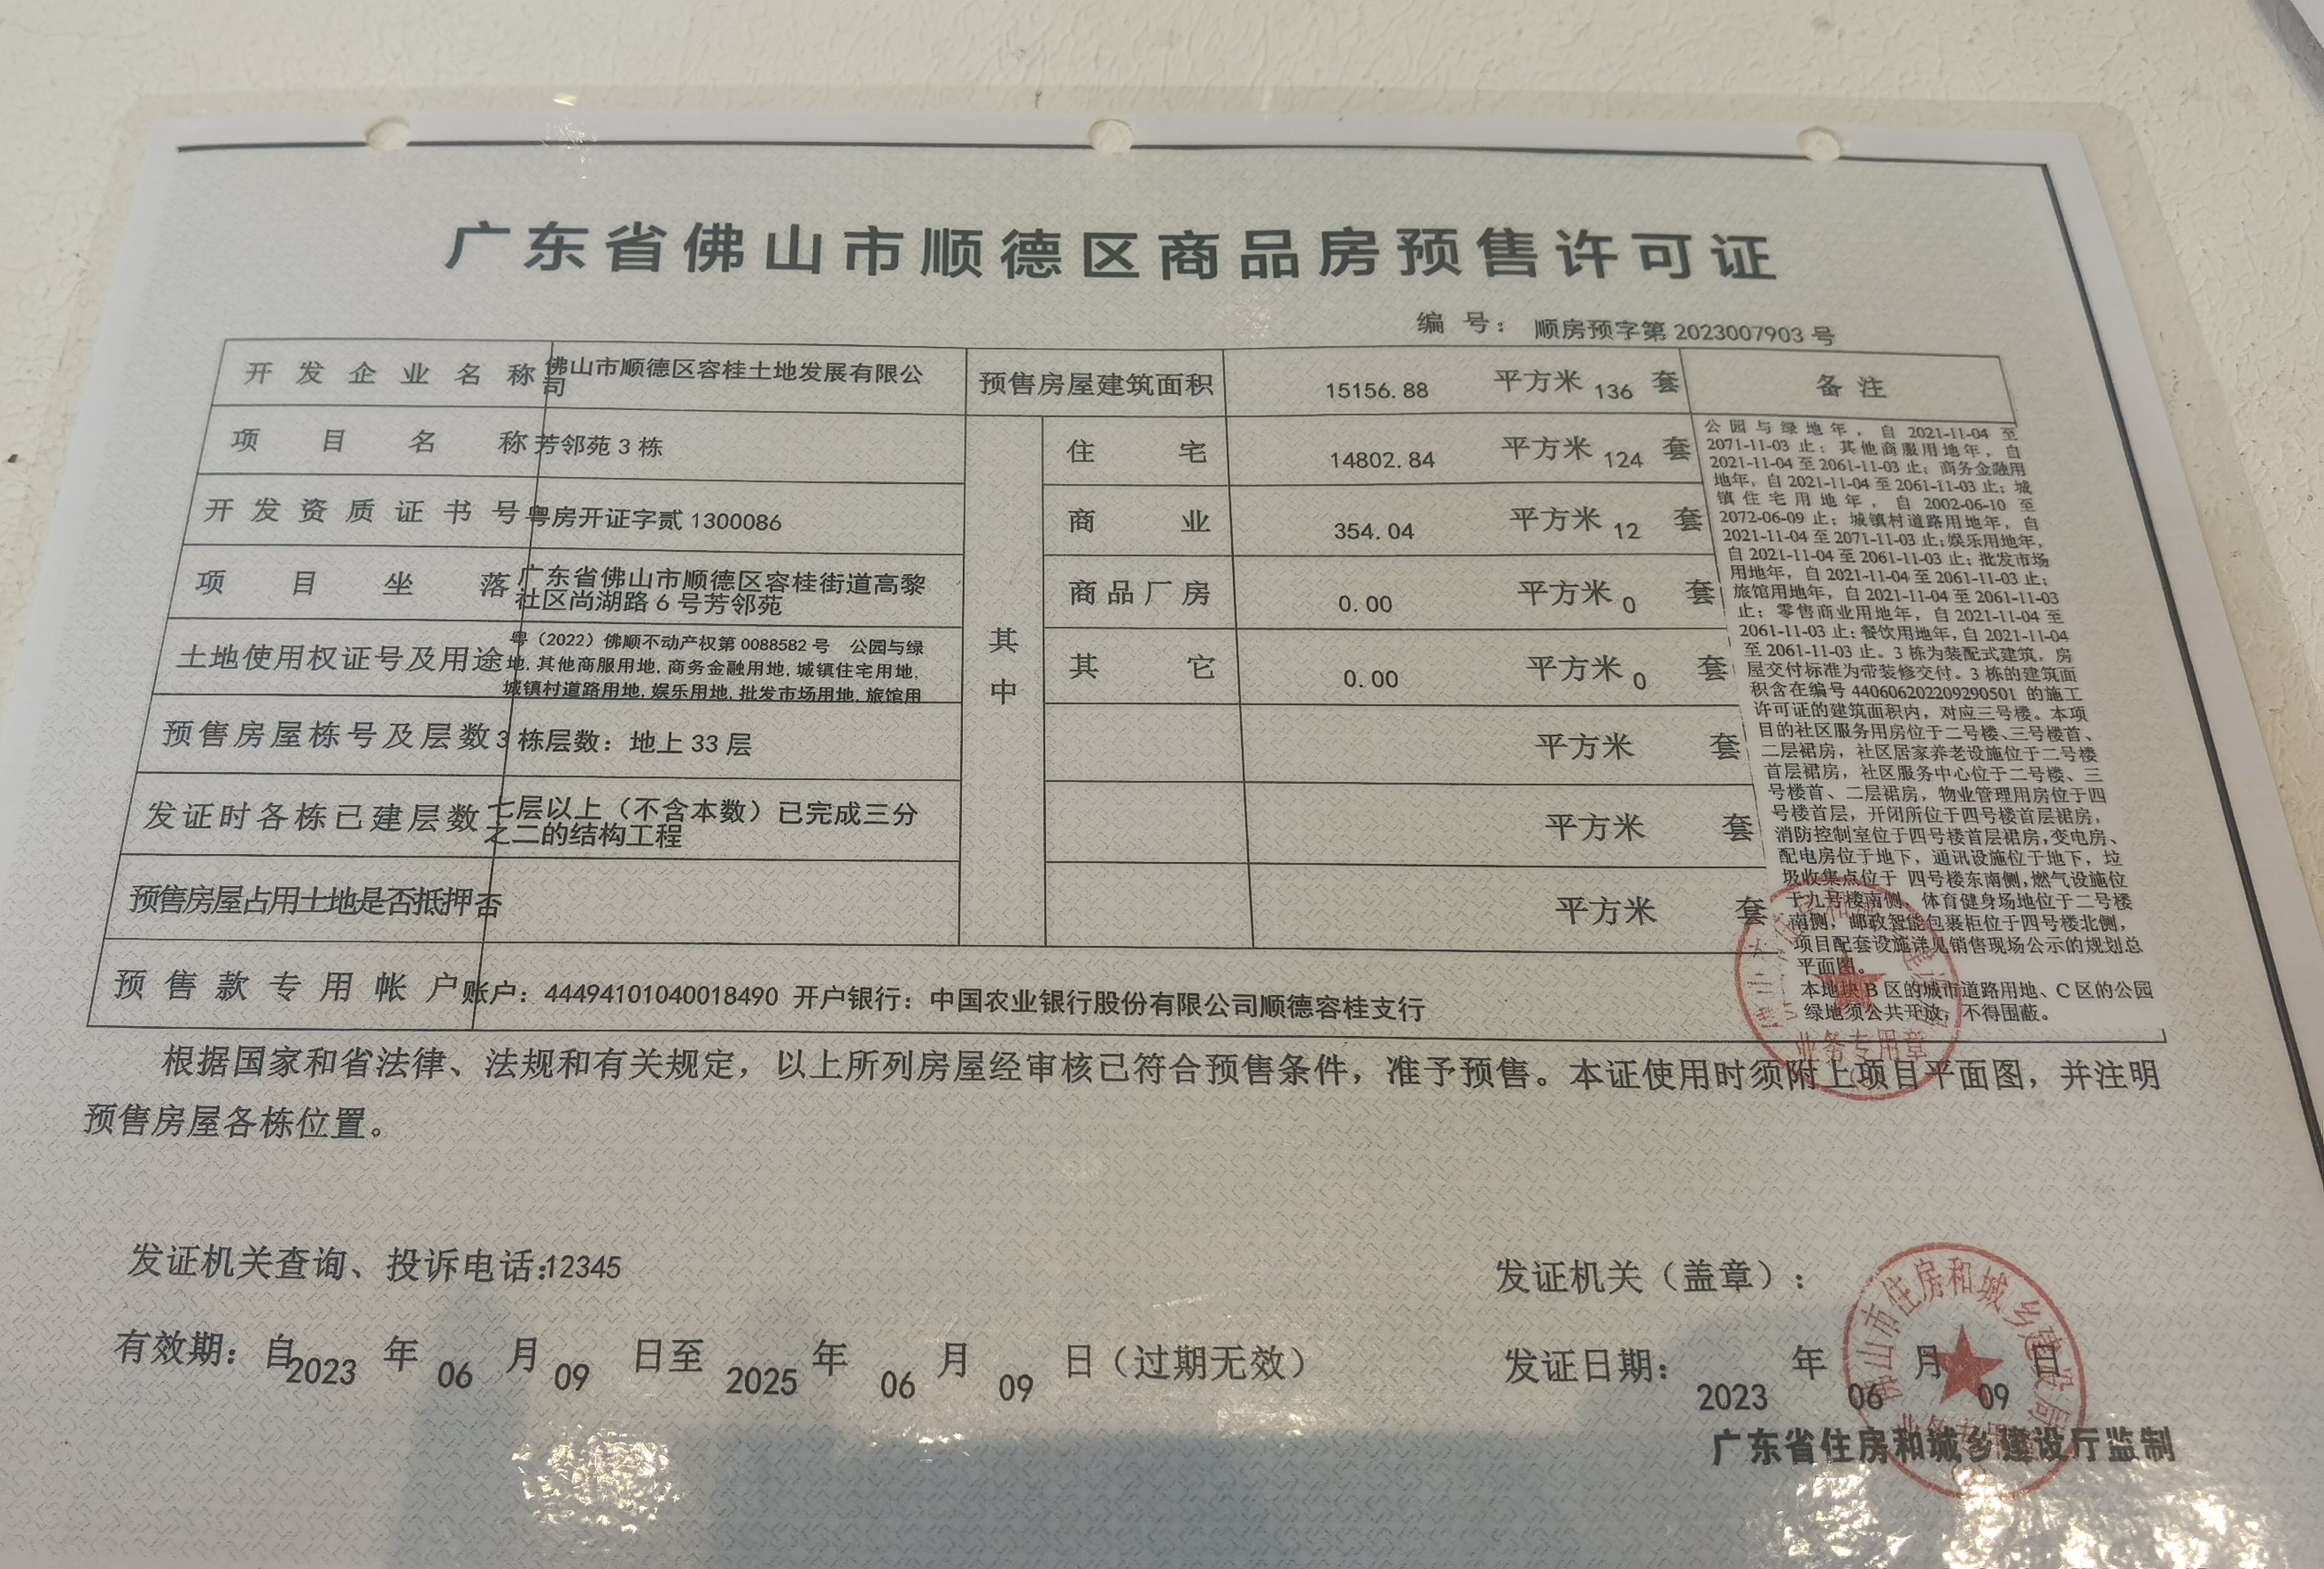 广东省佛山市顺德区商品房预售许可证
编 号： 顺房预字第 2023007903 号
开发企业名称 佛山市顺德区容桂土地发展有限公
司
预售房屋建筑面积 15156.88 平方米 136 套
备 注
项目名称 芳邻苑 3 栋
其中
住宅 14802.84 平方米 124 套
开发资质证书号 粤房开证字贰 1300086
商业 354.04 平方米 12 套
项目坐落 广东省佛山市顺德区容桂街道高黎
社区尚湖路 6 号芳邻苑
商品厂房 0.00 平方米 0 套
土地使用权证号及用途 粤（2022）佛顺不动产权第 0088582 号 公园与绿
地,其他商服用地,商务金融用地,城镇住宅用地,
城镇村道路用地,娱乐用地,批发市场用地,旅馆用
其它 0.00 平方米 0 套
预售房屋栋号及层数 3 栋层数：地上 33 层
平方米 套
发证时各栋已建层数 七层以上（不含本数）已完成三分
之二的结构工程
平方米 套
预售房屋占用土地是否抵押 否
平方米 套
公园与绿地年，自 2021-11-04 至
2071-11-03 止；其他商服用地年，自
2021-11-04 至 2061-11-03 止；商务金融用
地年，自 2021-11-04 至 2061-11-03 止；城
镇住宅用地年，自 2002-06-10 至
2072-06-09 止；城镇村道路用地年，自
2021-11-04 至 2071-11-03 止；娱乐用地年，
自 2021-11-04 至 2061-11-03 止；批发市场
用地年，自 2021-11-04 至 2061-11-03 止；
旅馆用地年，自 2021-11-04 至 2061-11-03
止；零售商业用地年，自 2021-11-04 至
2061-11-03 止；餐饮用地年，自 2021-11-04
至 2061-11-03 止。3 栋为装配式建筑，房
屋交付标准为带装修交付。3 栋的建筑面
积含在编号 440606202209290501 的施工
许可证的建筑面积内，对应三号楼。本项
目的社区服务用房位于二号楼、三号楼首、
二层裙房，社区居家养老设施位于二号楼
首层裙房，社区服务中心位于二号楼、三
号楼首、二层裙房，物业管理用房位于四
号楼首层，开闭所位于四号楼首层裙房，
消防控制室位于四号楼首层裙房,变电房、
配电房位于地下，通讯设施位于地下，垃
圾收集点位于 四号楼东南侧,燃气设施位
于九号楼南侧，体育健身场地位于二号楼
南侧，邮政智能包裹柜位于四号楼北侧，
项目配套设施详见销售现场公示的规划总
平面图。
本地块 B 区的城市道路用地、C 区的公园
绿地须公共开放，不得围蔽。
业务专用章
预售款专用帐户 账户：44494101040018490 开户银行：中国农业银行股份有限公司顺德容桂支行
根据国家和省法律、法规和有关规定，以上所列房屋经审核已符合预售条件，准予预售。本证使用时须附上项目平面图，并注明
预售房屋各栋位置。
发证机关查询、投诉电话:12345
发证机关（盖章）：
佛山市住房和城乡建设局
有效期：自 2023 年 06 月 09 日至 2025 年 06 月 09 日（过期无效）
发证日期： 2023 年 06 月 09 日
广东省住房和城乡建设厅监制